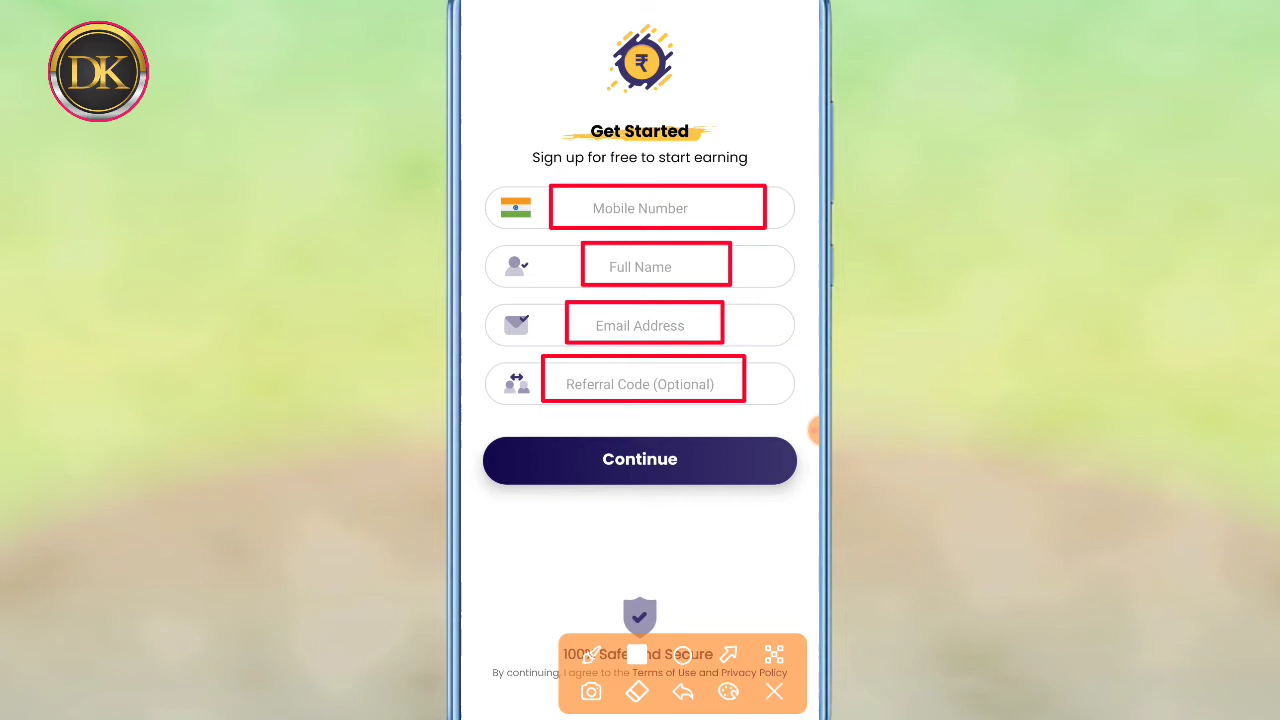 DK
₹
Get Started
Sign up for free to start earning
Mobile Number
Full Name
Email Address
Referral Code (Optional)
Continue
100% Safe and Secure
By continuing, I agree to the Terms of Use and Privacy Policy